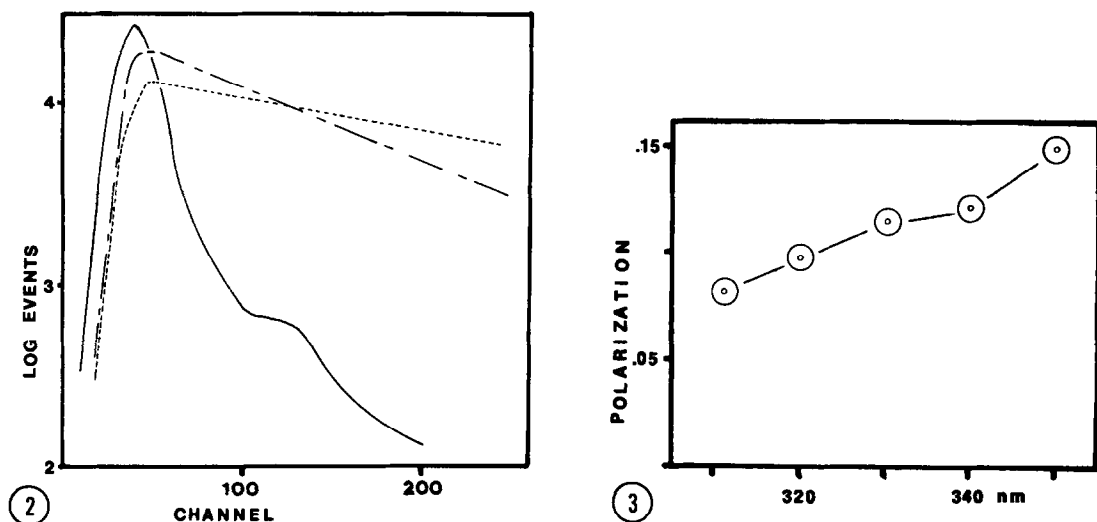 LOG EVENTS
4
3
2
100
200
CHANNEL
2
POLARIZATION
.15
.05
320
340 nm
3